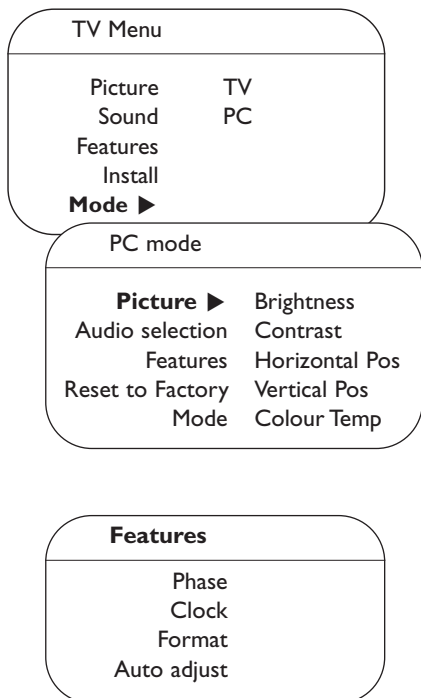 TV Menu
Picture TV
Sound PC
Features
Install
Mode ▶
PC mode
Picture ▶ Brightness
Audio selection Contrast
Features Horizontal Pos
Reset to Factory Vertical Pos
Mode Colour Temp
Features
Phase
Clock
Format
Auto adjust